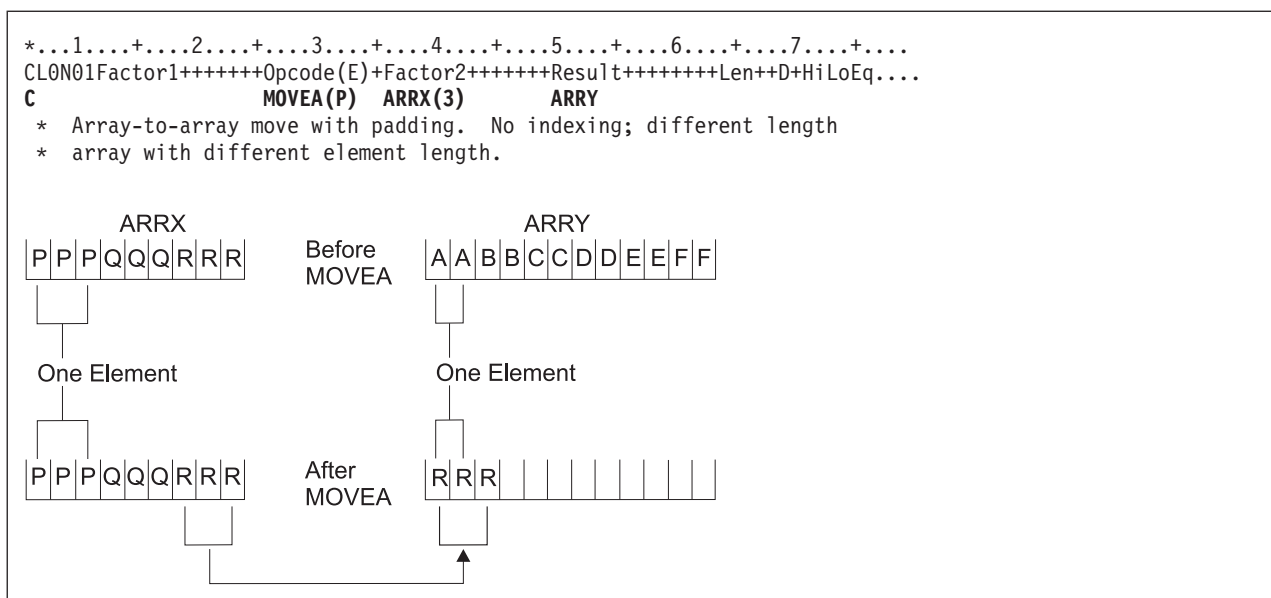 *...1....+....2....+....3....+....4....+....5....+....6....+....7....+....
CL0N01Factor1+++++++Opcode(E)+Factor2+++++++Result++++++++Len++D+HiLoEq....
C                   MOVEA(P)  ARRX(3)       ARRY
 *  Array-to-array move with padding.  No indexing; different length
 *  array with different element length.
ARRX ARRY
P P P Q Q Q R R R Before A A B B C C D D E E F F
MOVEA
One Element One Element
P P P Q Q Q R R R After R R R
MOVEA